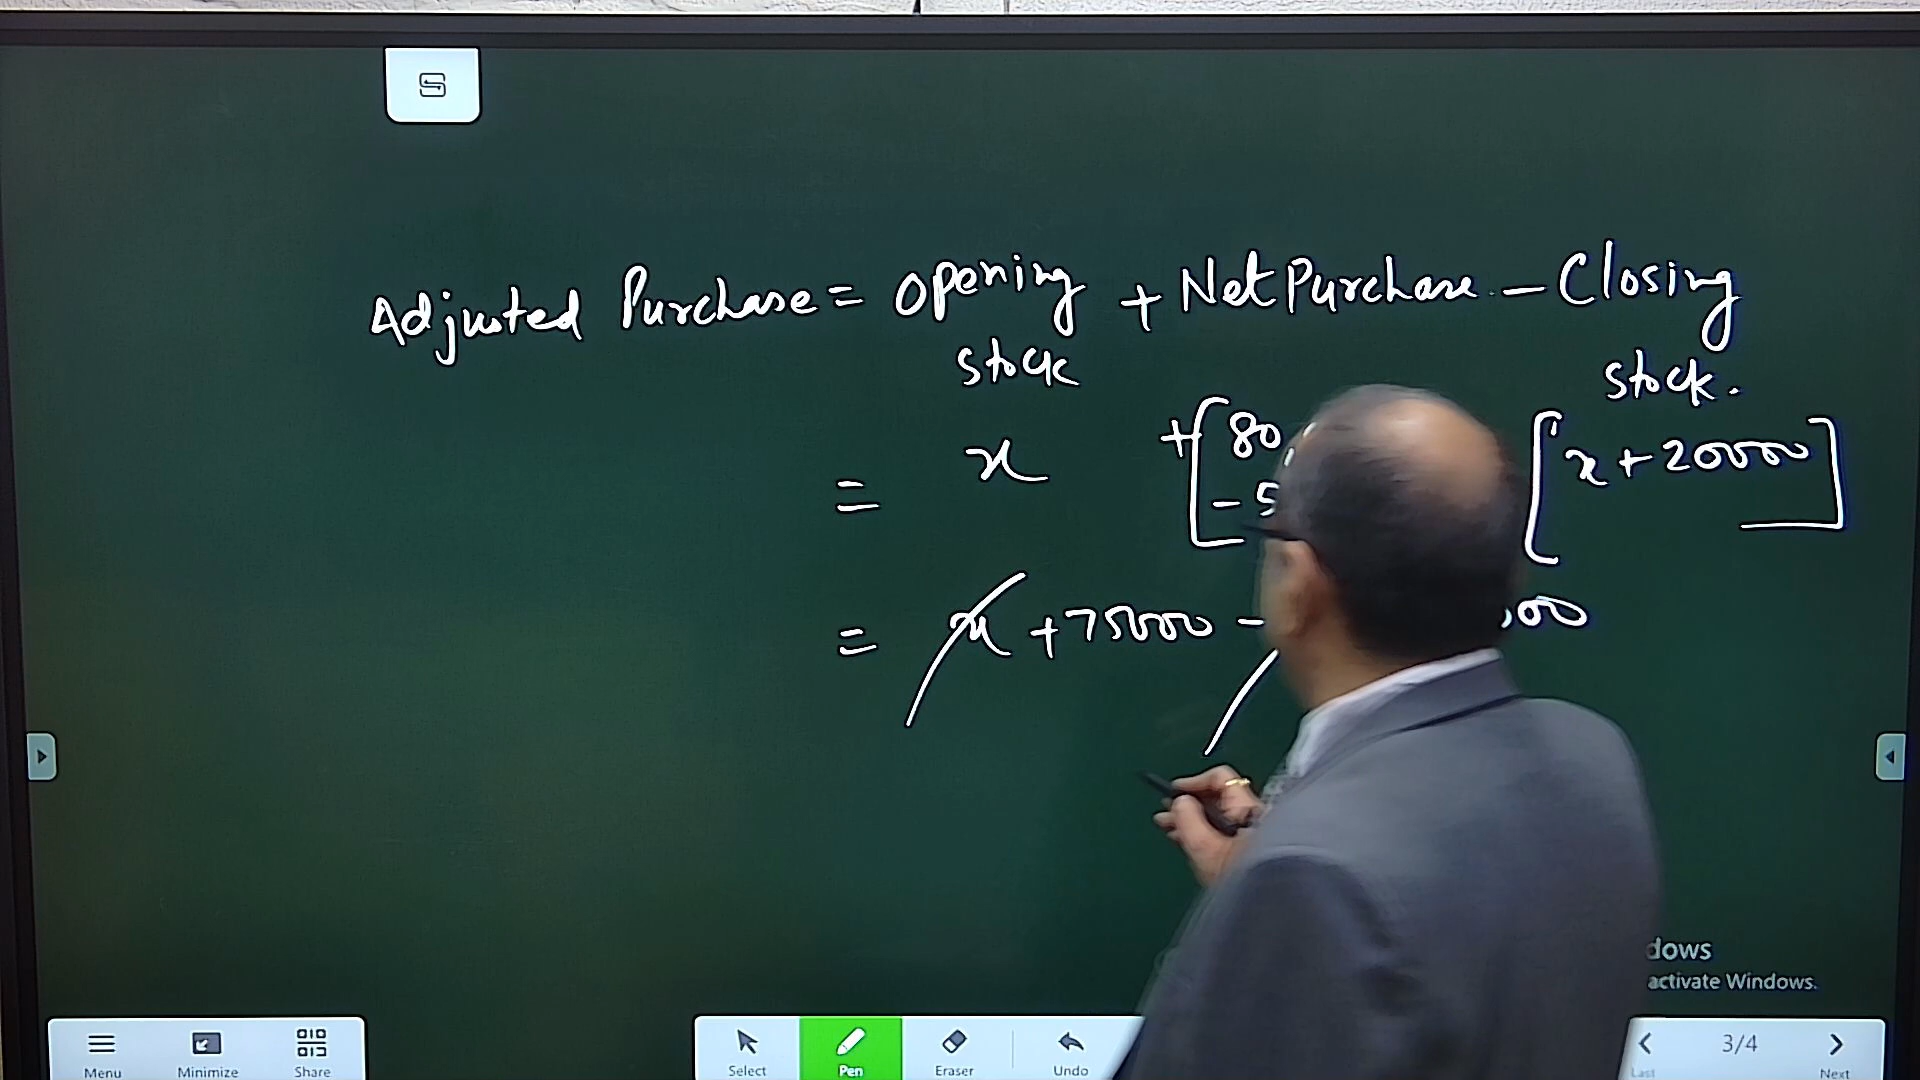 Adjusted Purchase = Opening stock + Net Purchase - Closing stock.
= x + [ 80, - 5 [ x + 20000 ]
= x + 75000 -
dows
activate Windows.
Menu Minimize Share Select Pen Eraser Undo Last 3/4 Next